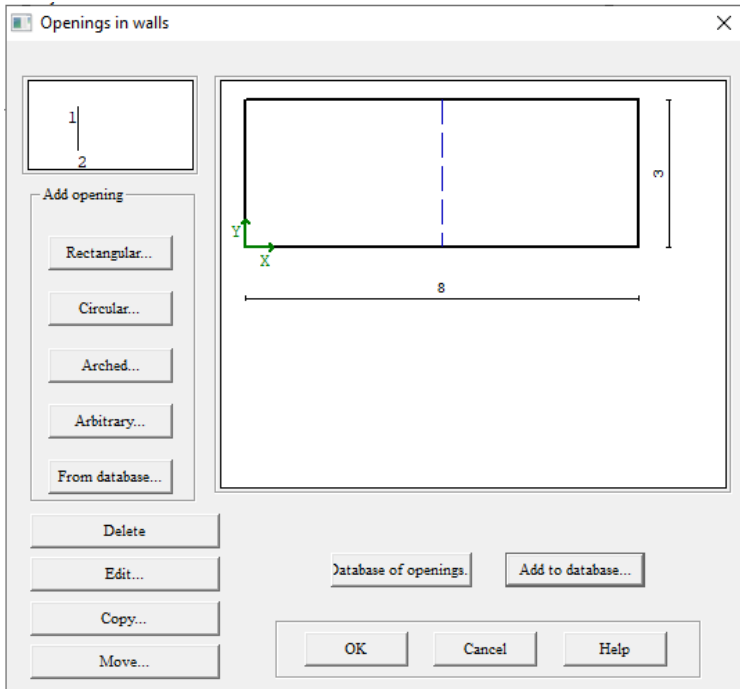 Openings in walls
1
2
Add opening
Rectangular...
Circular...
Arched...
Arbitrary...
From database...
Y
X
3
8
Delete
Edit...
Copy...
Move...
Database of openings.
Add to database...
OK
Cancel
Help